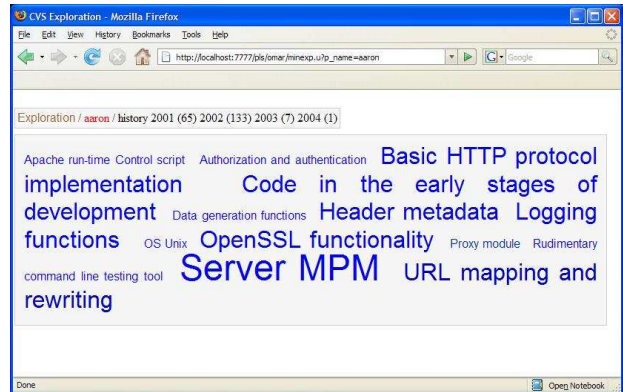 CVS Exploration - Mozilla Firefox
File Edit View History Bookmarks Tools Help
http://localhost:7777/pls/omar/minexp.u?p_name=aaron
G Google
Exploration / aaron / history 2001 (65) 2002 (133) 2003 (7) 2004 (1)
Apache run-time Control script Authorization and authentication Basic HTTP protocol
implementation Code in the early stages of
development Data generation functions Header metadata Logging
functions OS Unix OpenSSL functionality Proxy module Rudimentary
command line testing tool Server MPM URL mapping and
rewriting
Done Open Notebook